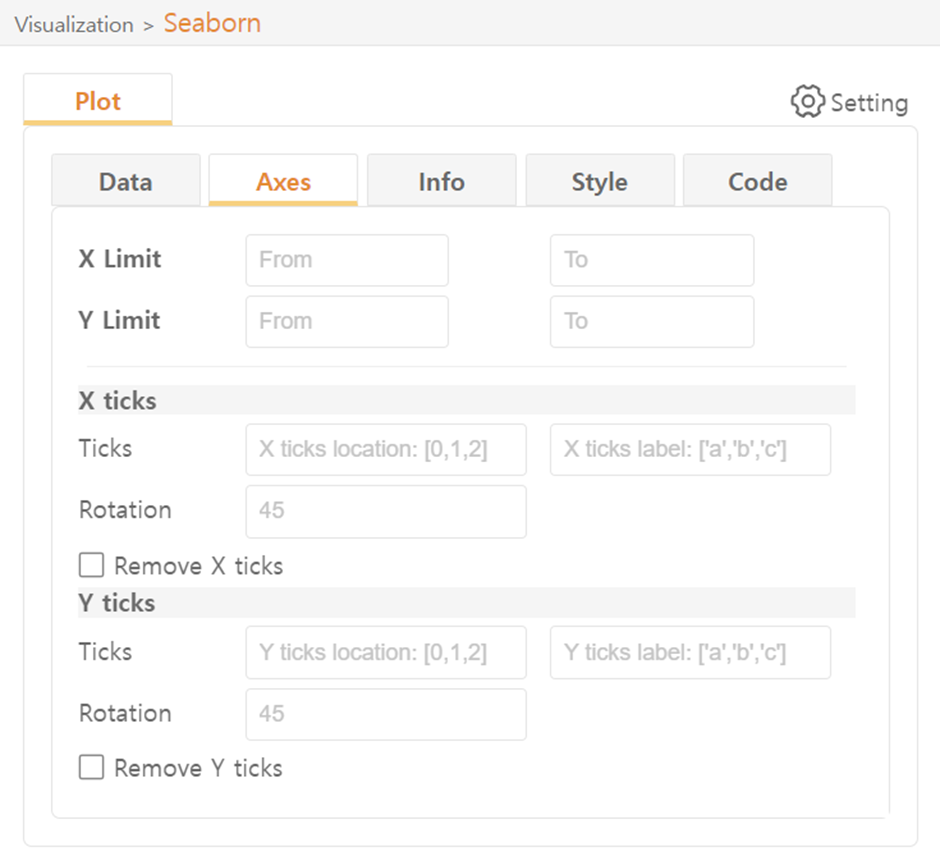 Visualization > Seaborn
Plot
Setting
Data Axes Info Style Code
X Limit From To
Y Limit From To
X ticks
Ticks X ticks location: [0,1,2] X ticks label: ['a','b','c']
Rotation 45
Remove X ticks
Y ticks
Ticks Y ticks location: [0,1,2] Y ticks label: ['a','b','c']
Rotation 45
Remove Y ticks